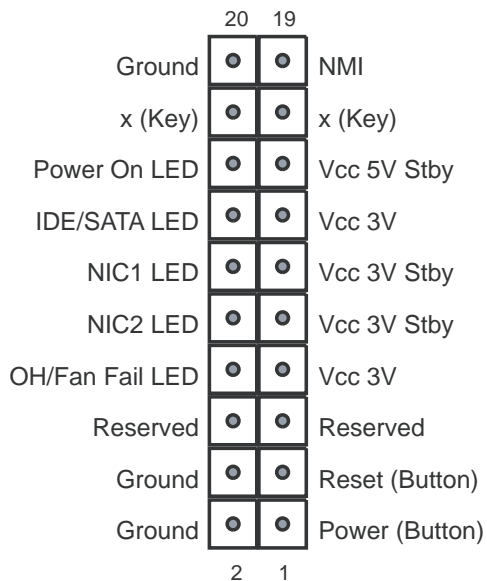 20 19
Ground NMI
x (Key) x (Key)
Power On LED Vcc 5V Stby
IDE/SATA LED Vcc 3V
NIC1 LED Vcc 3V Stby
NIC2 LED Vcc 3V Stby
OH/Fan Fail LED Vcc 3V
Reserved Reserved
Ground Reset (Button)
Ground Power (Button)
2 1